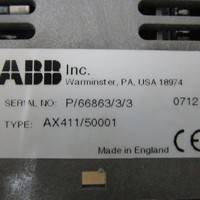 ABB Inc.
Warminster, PA, USA 18974
SERIAL NO: P/66863/3/3 0712
TYPE: AX411/50001
Made in England CE